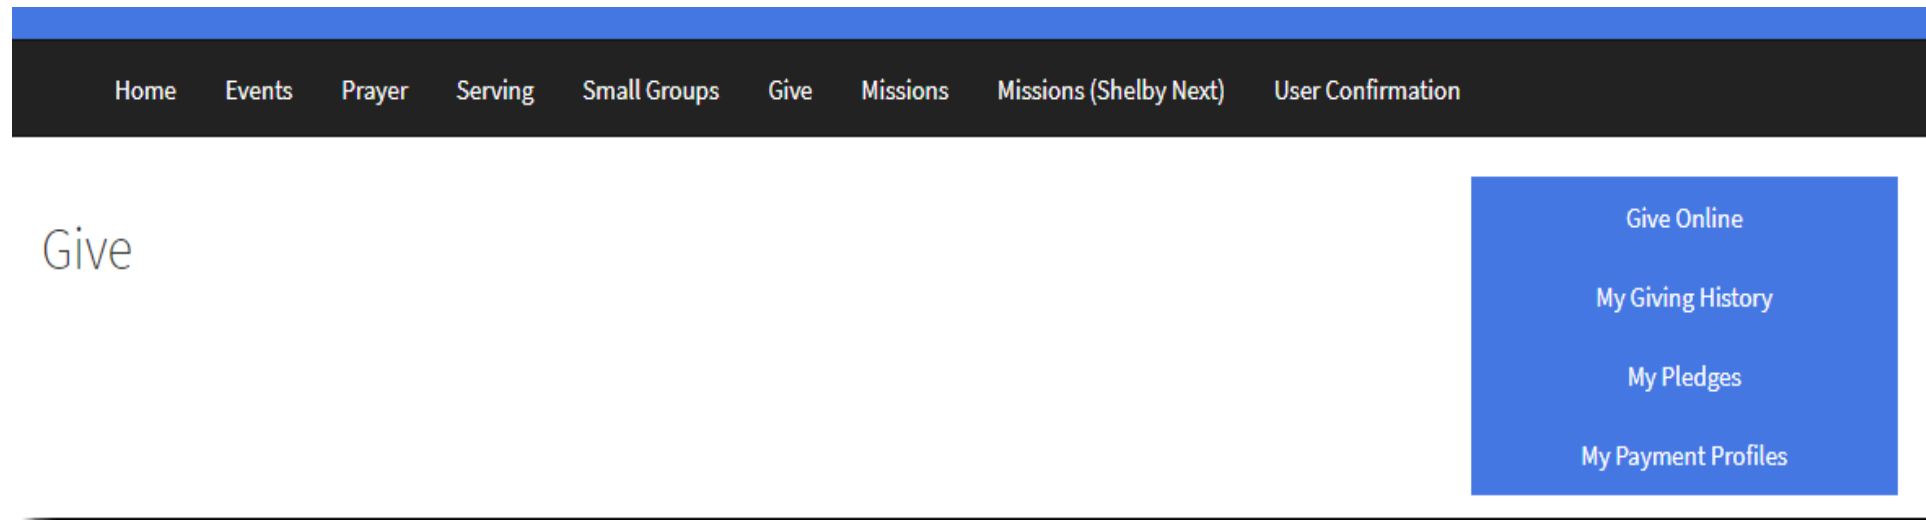 Home Events Prayer Serving Small Groups Give Missions Missions (Shelby Next) User Confirmation
Give
Give Online
My Giving History
My Pledges
My Payment Profiles